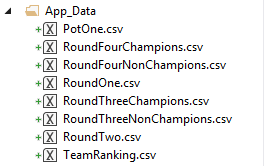 App_Data
PotOne.csv
RoundFourChampions.csv
RoundFourNonChampions.csv
RoundOne.csv
RoundThreeChampions.csv
RoundThreeNonChampions.csv
RoundTwo.csv
TeamRanking.csv